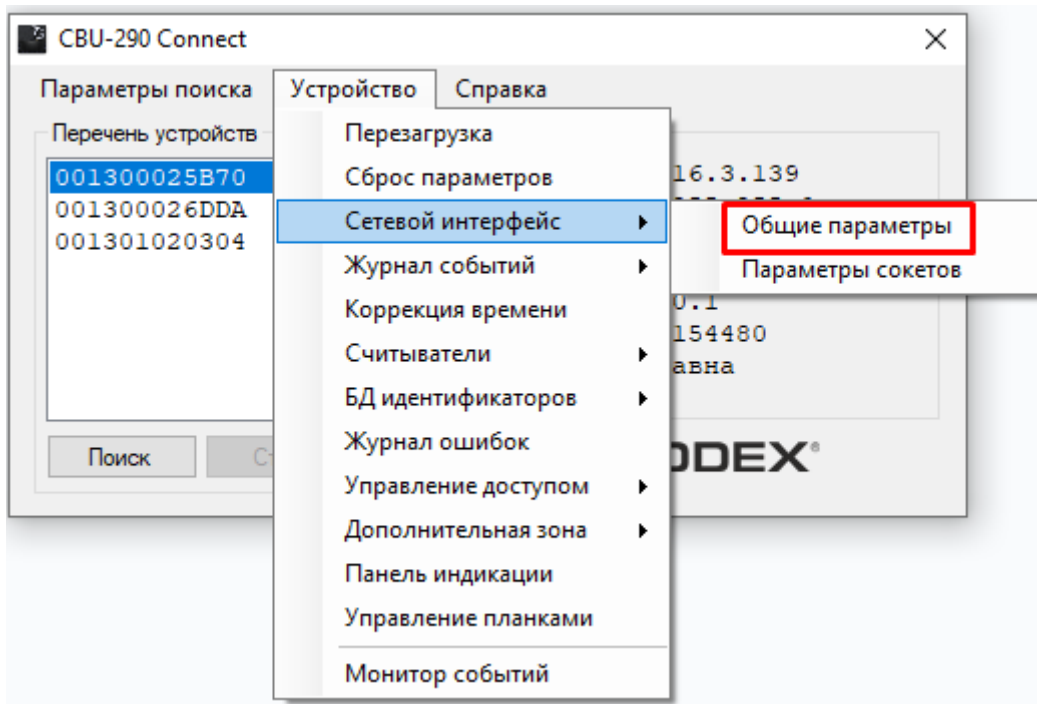 CBU-290 Connect
Параметры поиска Устройство Справка
Перечень устройств
001300025B70
001300026DDA
001301020304
Поиск
Перезагрузка
Сброс параметров
Сетевой интерфейс
Журнал событий
Коррекция времени
Считыватели
БД идентификаторов
Журнал ошибок
Управление доступом
Дополнительная зона
Панель индикации
Управление планками
Монитор событий
Общие параметры
Параметры сокетов
16.3.139
0.1
154480
авна
DDEX®